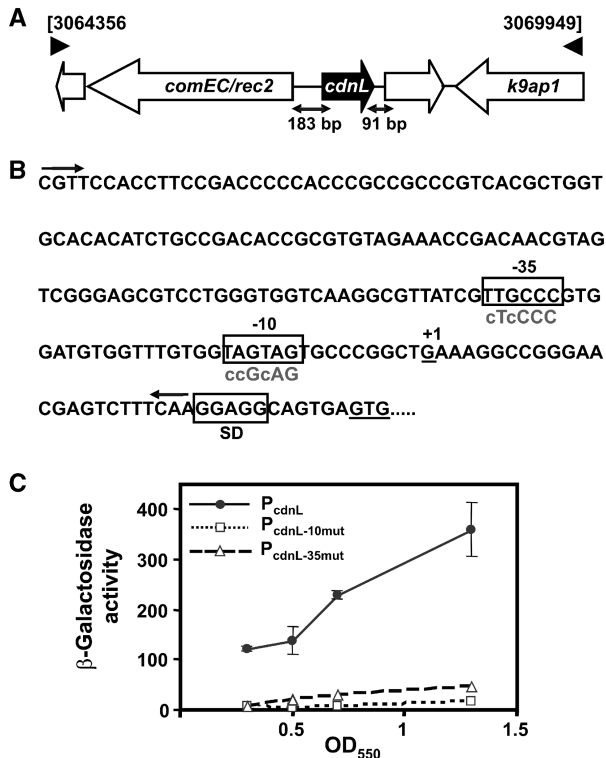 A
[3064356 3069949]
comEC/rec2 cdnL k9ap1
183 bp 91 bp
B
CGTTCCACCTTCCGACCCCCACCCGCCGCCCGTCACGCTGGT
GCACACATCTGCCGACACCGCGTGTAGAAACCGACAACGTAG
-35
TCGGGAGCGTCCTGGGTGGTCAAGGCGTTATCGTTGCCCGTG
cTcCCC
-10 +1
GATGTGGTTTGTGGTAGTAGTGCCCGGCTGAAAGGCCGGGAA
ccGcAG
CGAGTCTTTCAAGGAGGCAGTGAGTG.....
SD
C
β-Galactosidase activity
400
300
200
100
0
PcdnL
PcdnL-10mut
PcdnL-35mut
0.5 1 1.5
OD550